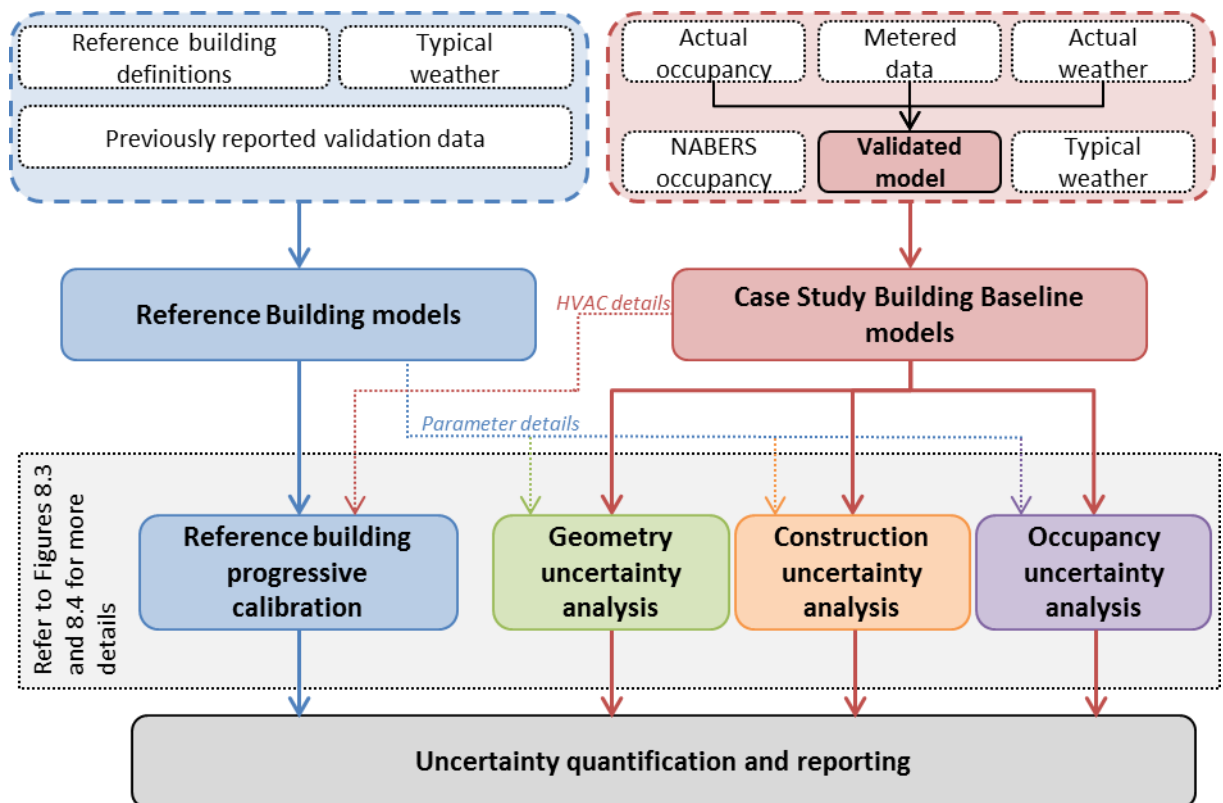 Reference building
definitions
Typical
weather
Previously reported validation data
Actual
occupancy
Metered
data
Actual
weather
NABERS
occupancy
Validated
model
Typical
weather
Reference Building models
HVAC details
Case Study Building Baseline
models
Parameter details
Refer to Figures 8.3
and 8.4 for more
details
Reference building
progressive
calibration
Geometry
uncertainty
analysis
Construction
uncertainty
analysis
Occupancy
uncertainty
analysis
Uncertainty quantification and reporting